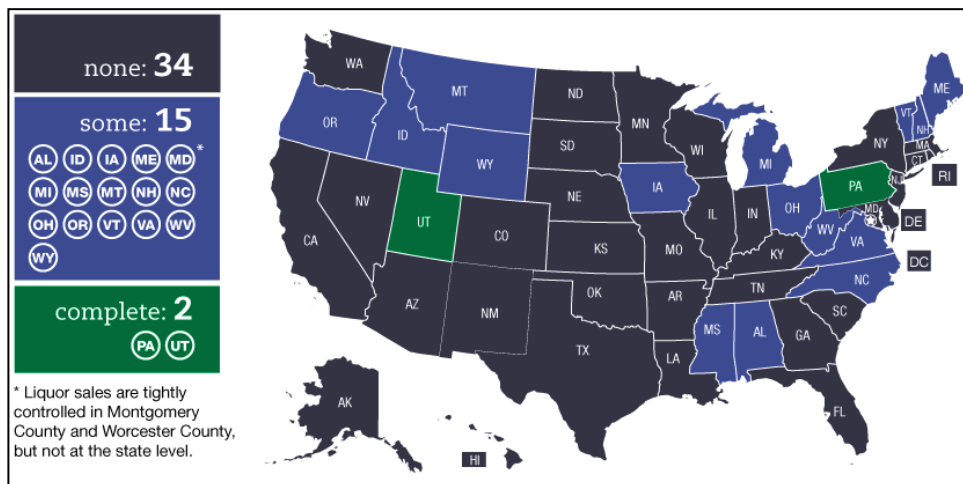 none: 34
some: 15
AL ID IA ME MD *
MI MS MT NH NC
OH OR VT VA WV
WY
complete: 2
PA UT
* Liquor sales are tightly
controlled in Montgomery
County and Worcester County,
but not at the state level.
WA
MT
ND
MN
ME
VT
NH
OR
ID
SD
WI
MI
NY
MA
CT
RI
WY
IA
PA
NJ
NE
NV
UT
IL
IN
OH
MD
DE
CA
CO
KS
MO
KY
WV
VA
DC
AZ
NM
OK
AR
TN
NC
TX
LA
MS
AL
GA
SC
FL
AK
HI